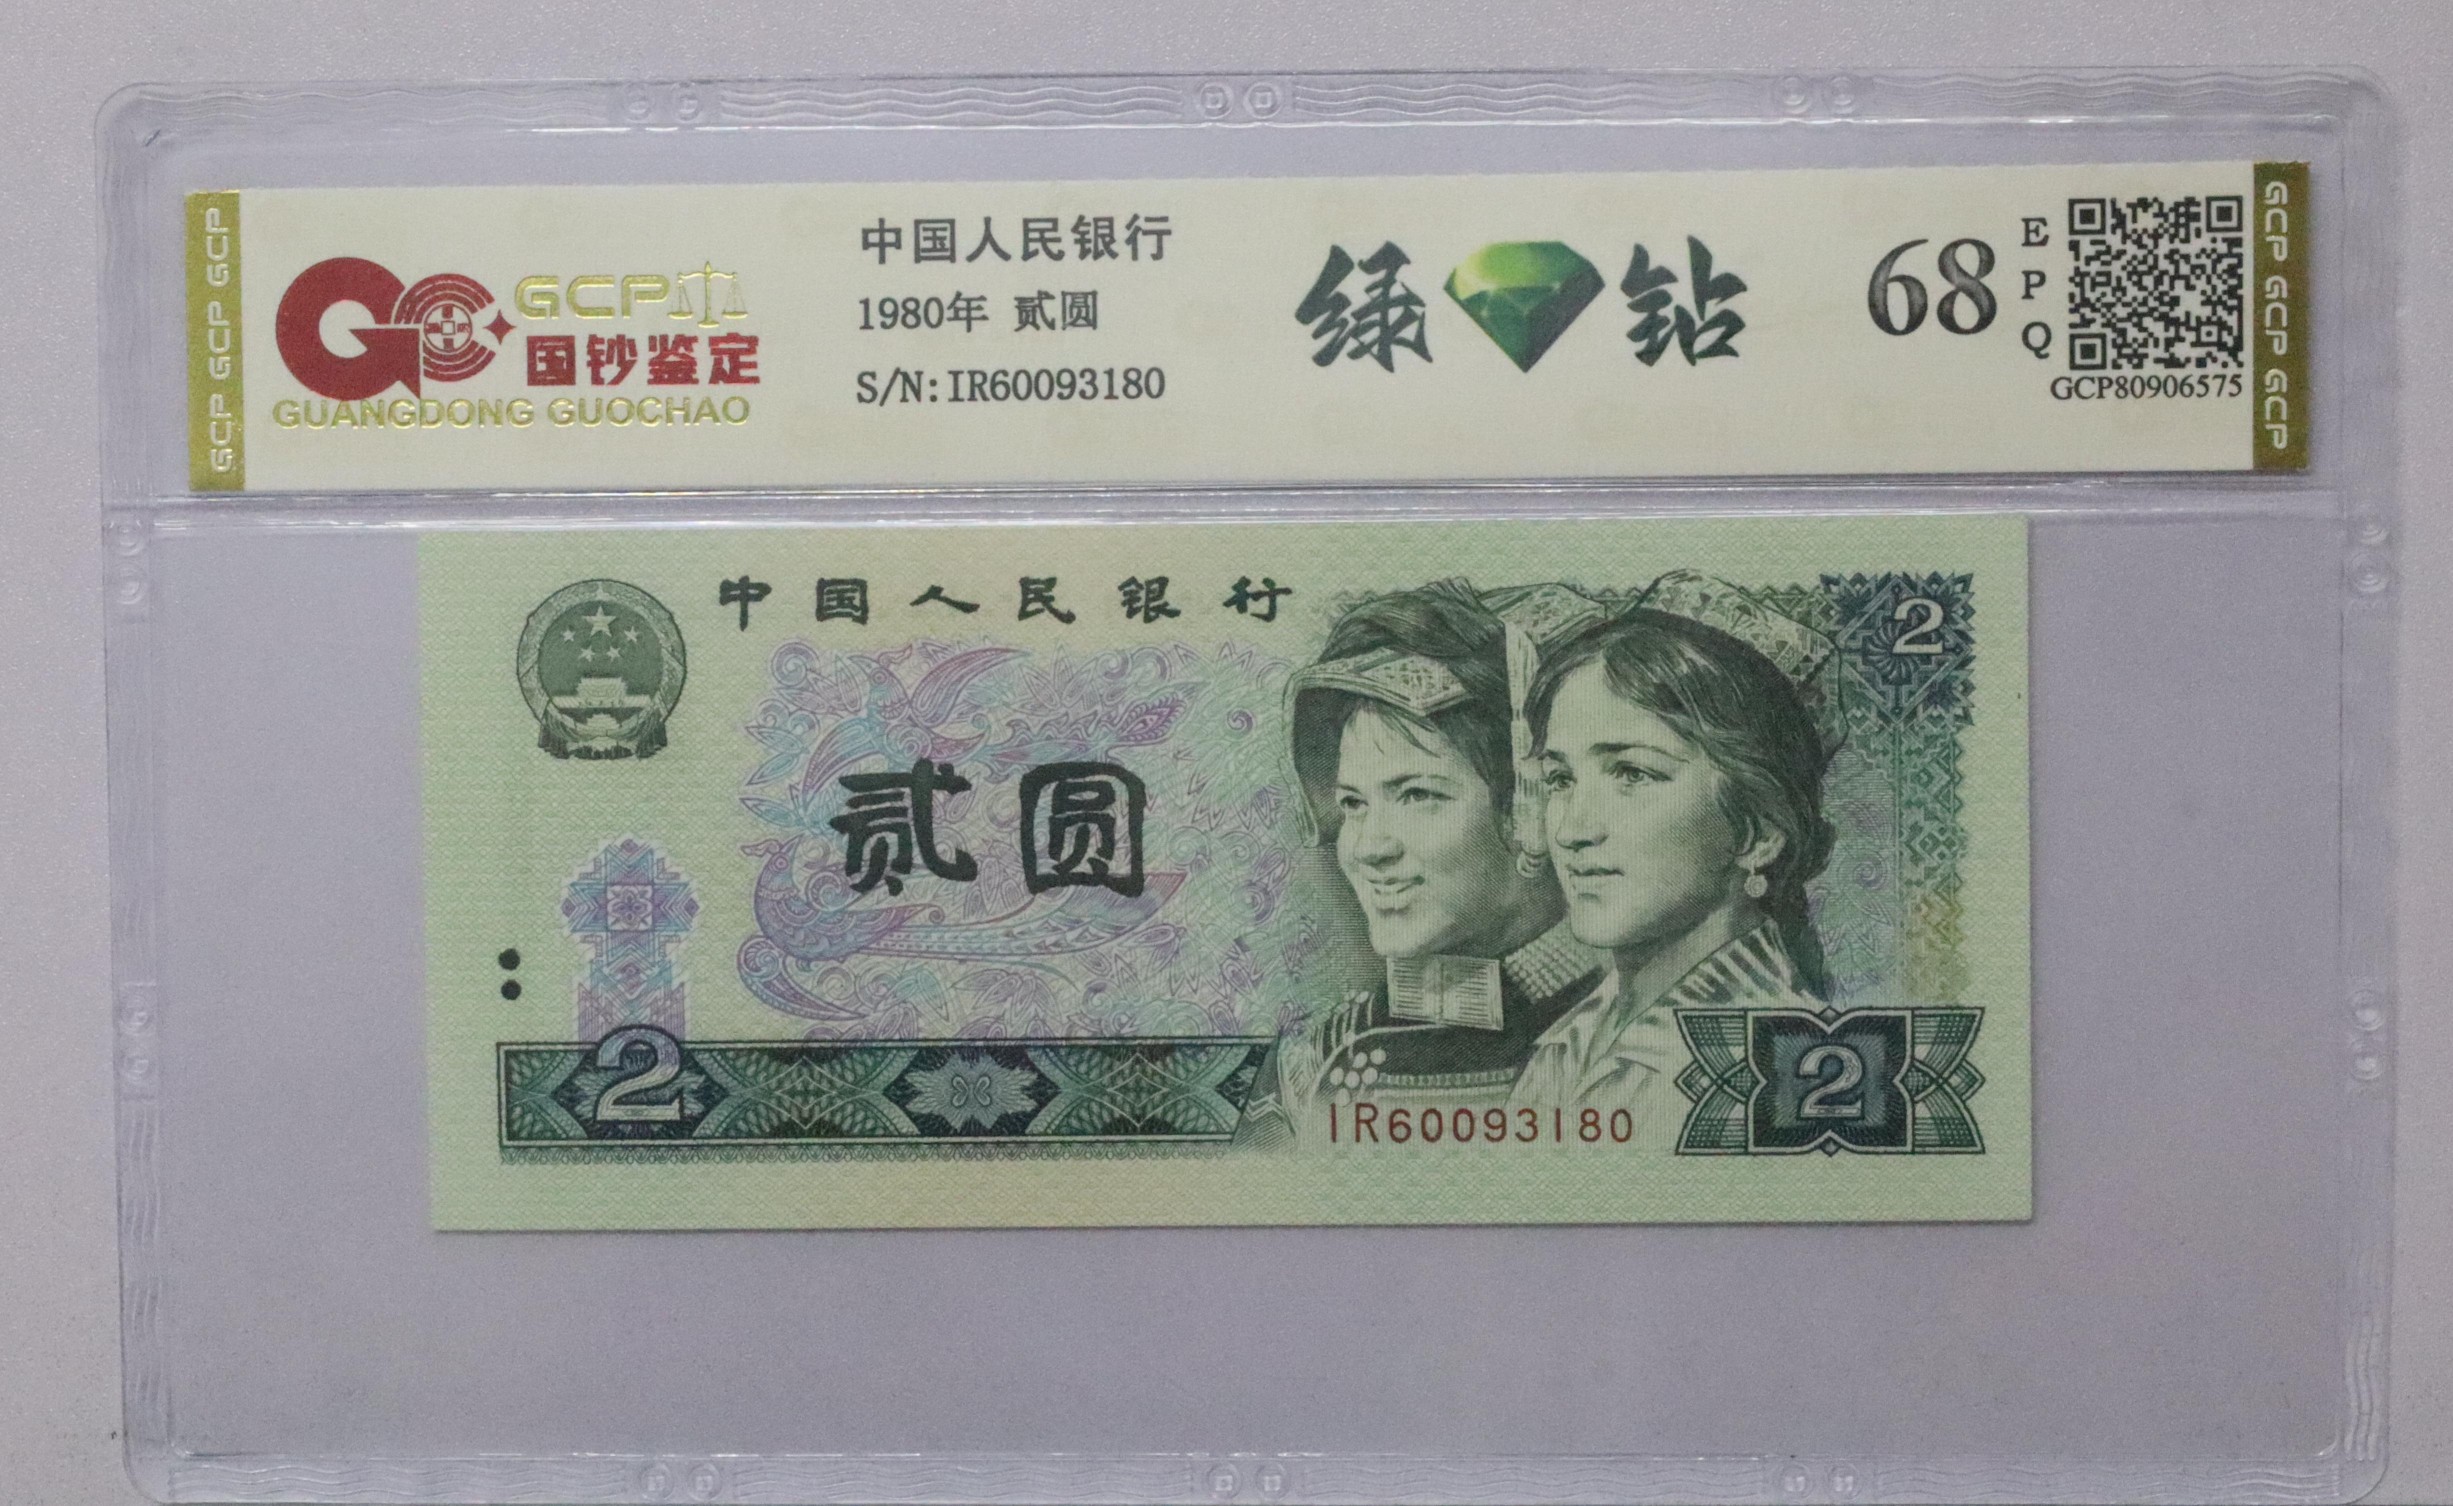 GCP GCP GCP GCP
GCP
国钞鉴定
GUANGDONG GUOCHAO
中国人民银行
1980年 贰圆
S/N: IR60093180
绿钻
68
E
P
Q
GCP80906575
GCP GCP GCP GCP
中国人民银行
2
贰圆
2
IR60093180
2